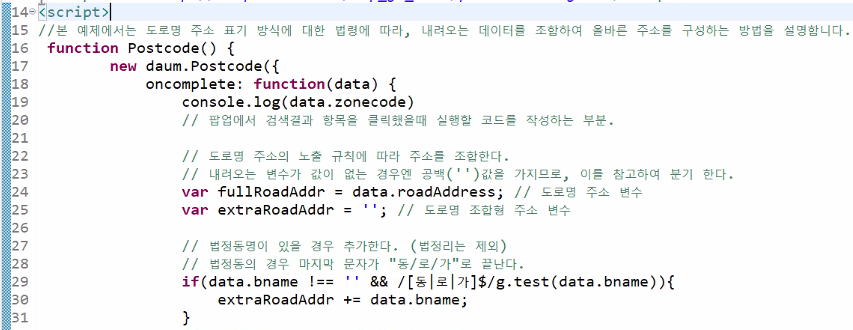 14 <script>
15 //본 예제에서는 도로명 주소 표기 방식에 대한 법령에 따라, 내려오는 데이터를 조합하여 올바른 주소를 구성하는 방법을 설명합니다.
16 function Postcode() {
17 new daum.Postcode({
18 oncomplete: function(data) {
19 console.log(data.zonecode)
20 // 팝업에서 검색결과 항목을 클릭했을때 실행할 코드를 작성하는 부분.
21
22 // 도로명 주소의 노출 규칙에 따라 주소를 조합한다.
23 // 내려오는 변수가 값이 없는 경우엔 공백('')값을 가지므로, 이를 참고하여 분기 한다.
24 var fullRoadAddr = data.roadAddress; // 도로명 주소 변수
25 var extraRoadAddr = ''; // 도로명 조합형 주소 변수
26
27 // 법정동명이 있을 경우 추가한다. (법정리는 제외)
28 // 법정동의 경우 마지막 문자가 "동/로/가"로 끝난다.
29 if(data.bname !== '' && /[동|로|가]$/g.test(data.bname)){
30 extraRoadAddr += data.bname;
31 }